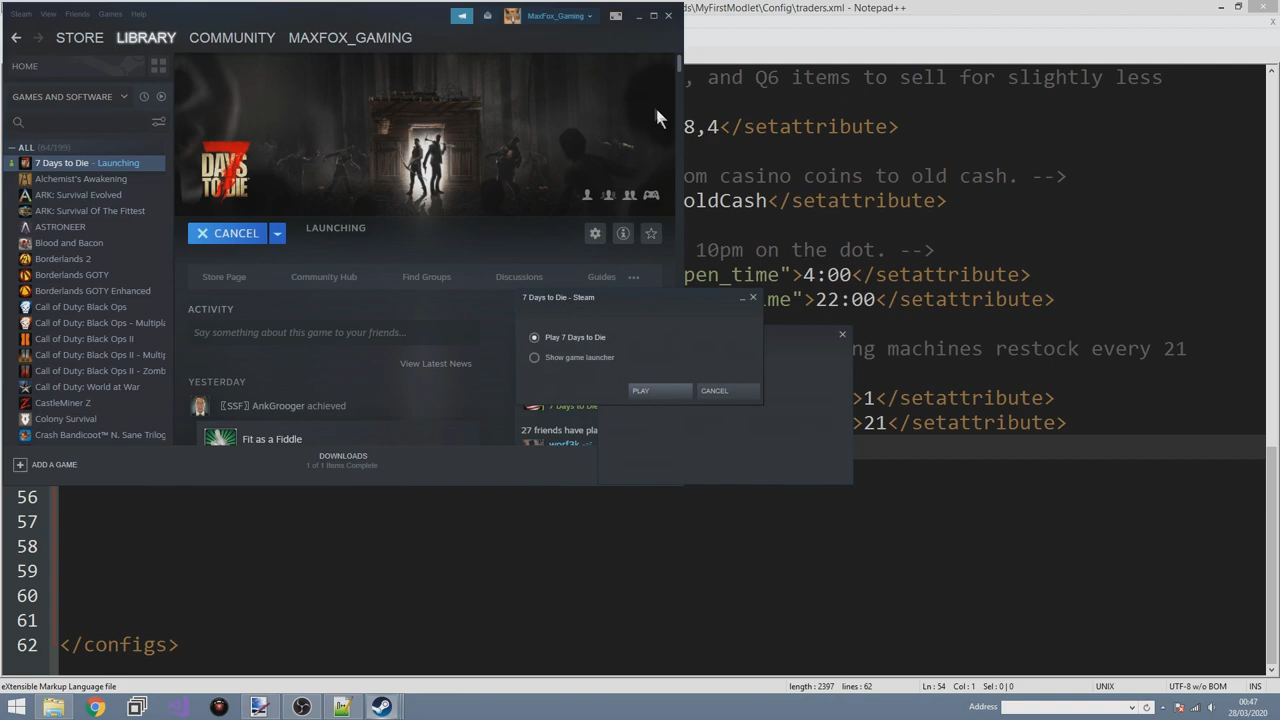 Steam View Friends Games Help
MaxFox_Gaming
STORE LIBRARY COMMUNITY MAXFOX_GAMING
HOME
GAMES AND SOFTWARE
ALL (84/199)
7 Days to Die - Launching
Alchemist's Awakening
ARK: Survival Evolved
ARK: Survival Of The Fittest
ASTRONEER
Blood and Bacon
Borderlands 2
Borderlands GOTY
Borderlands GOTY Enhanced
Call of Duty: Black Ops
Call of Duty: Black Ops - Multipla
Call of Duty: Black Ops II
Call of Duty: Black Ops II - Multip
Call of Duty: Black Ops II - Zomb
Call of Duty: World at War
CastleMiner Z
Colony Survival
Crash Bandicoot™ N. Sane Trilog
ADD A GAME
7 DAYS TO DIE
CANCEL
LAUNCHING
Store Page Community Hub Find Groups Discussions Guides
ACTIVITY
Say something about this game to your friends...
View Latest News
YESTERDAY
〖SSF〗 AnkGrooger achieved
Fit as a Fiddle
7 Days to Die
27 friends have pla
DOWNLOADS
1 of 1 Items Complete
7 Days to Die - Steam
Play 7 Days to Die
Show game launcher
PLAY CANCEL
MyFirstModlet\Config\traders.xml - Notepad++
, and Q6 items to sell for slightly less
8,4</setattribute>
om casino coins to old cash. -->
oldCash</setattribute>
10pm on the dot. -->
pen_time">4:00</setattribute>
ime">22:00</setattribute>
ing machines restock every 21
>1</setattribute>
>21</setattribute>
56
57
58
59
60
61
62 </configs>
eXtensible Markup Language file
length : 2397 lines : 62
Ln : 54 Col : 1 Sel : 0 | 0
UNIX
UTF-8 w/o BOM
INS
Address
00:47
28/03/2020